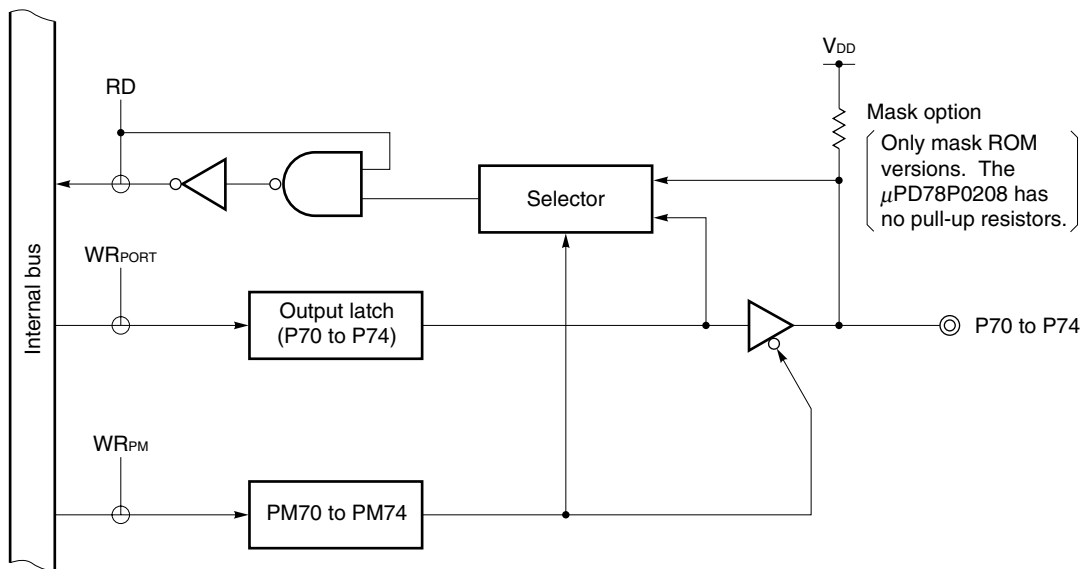 VDD
RD
Mask option
Only mask ROM
versions. The
μPD78P0208 has
no pull-up resistors.
Selector
WRPORT
Internal bus
Output latch
(P70 to P74)
P70 to P74
WRPM
PM70 to PM74